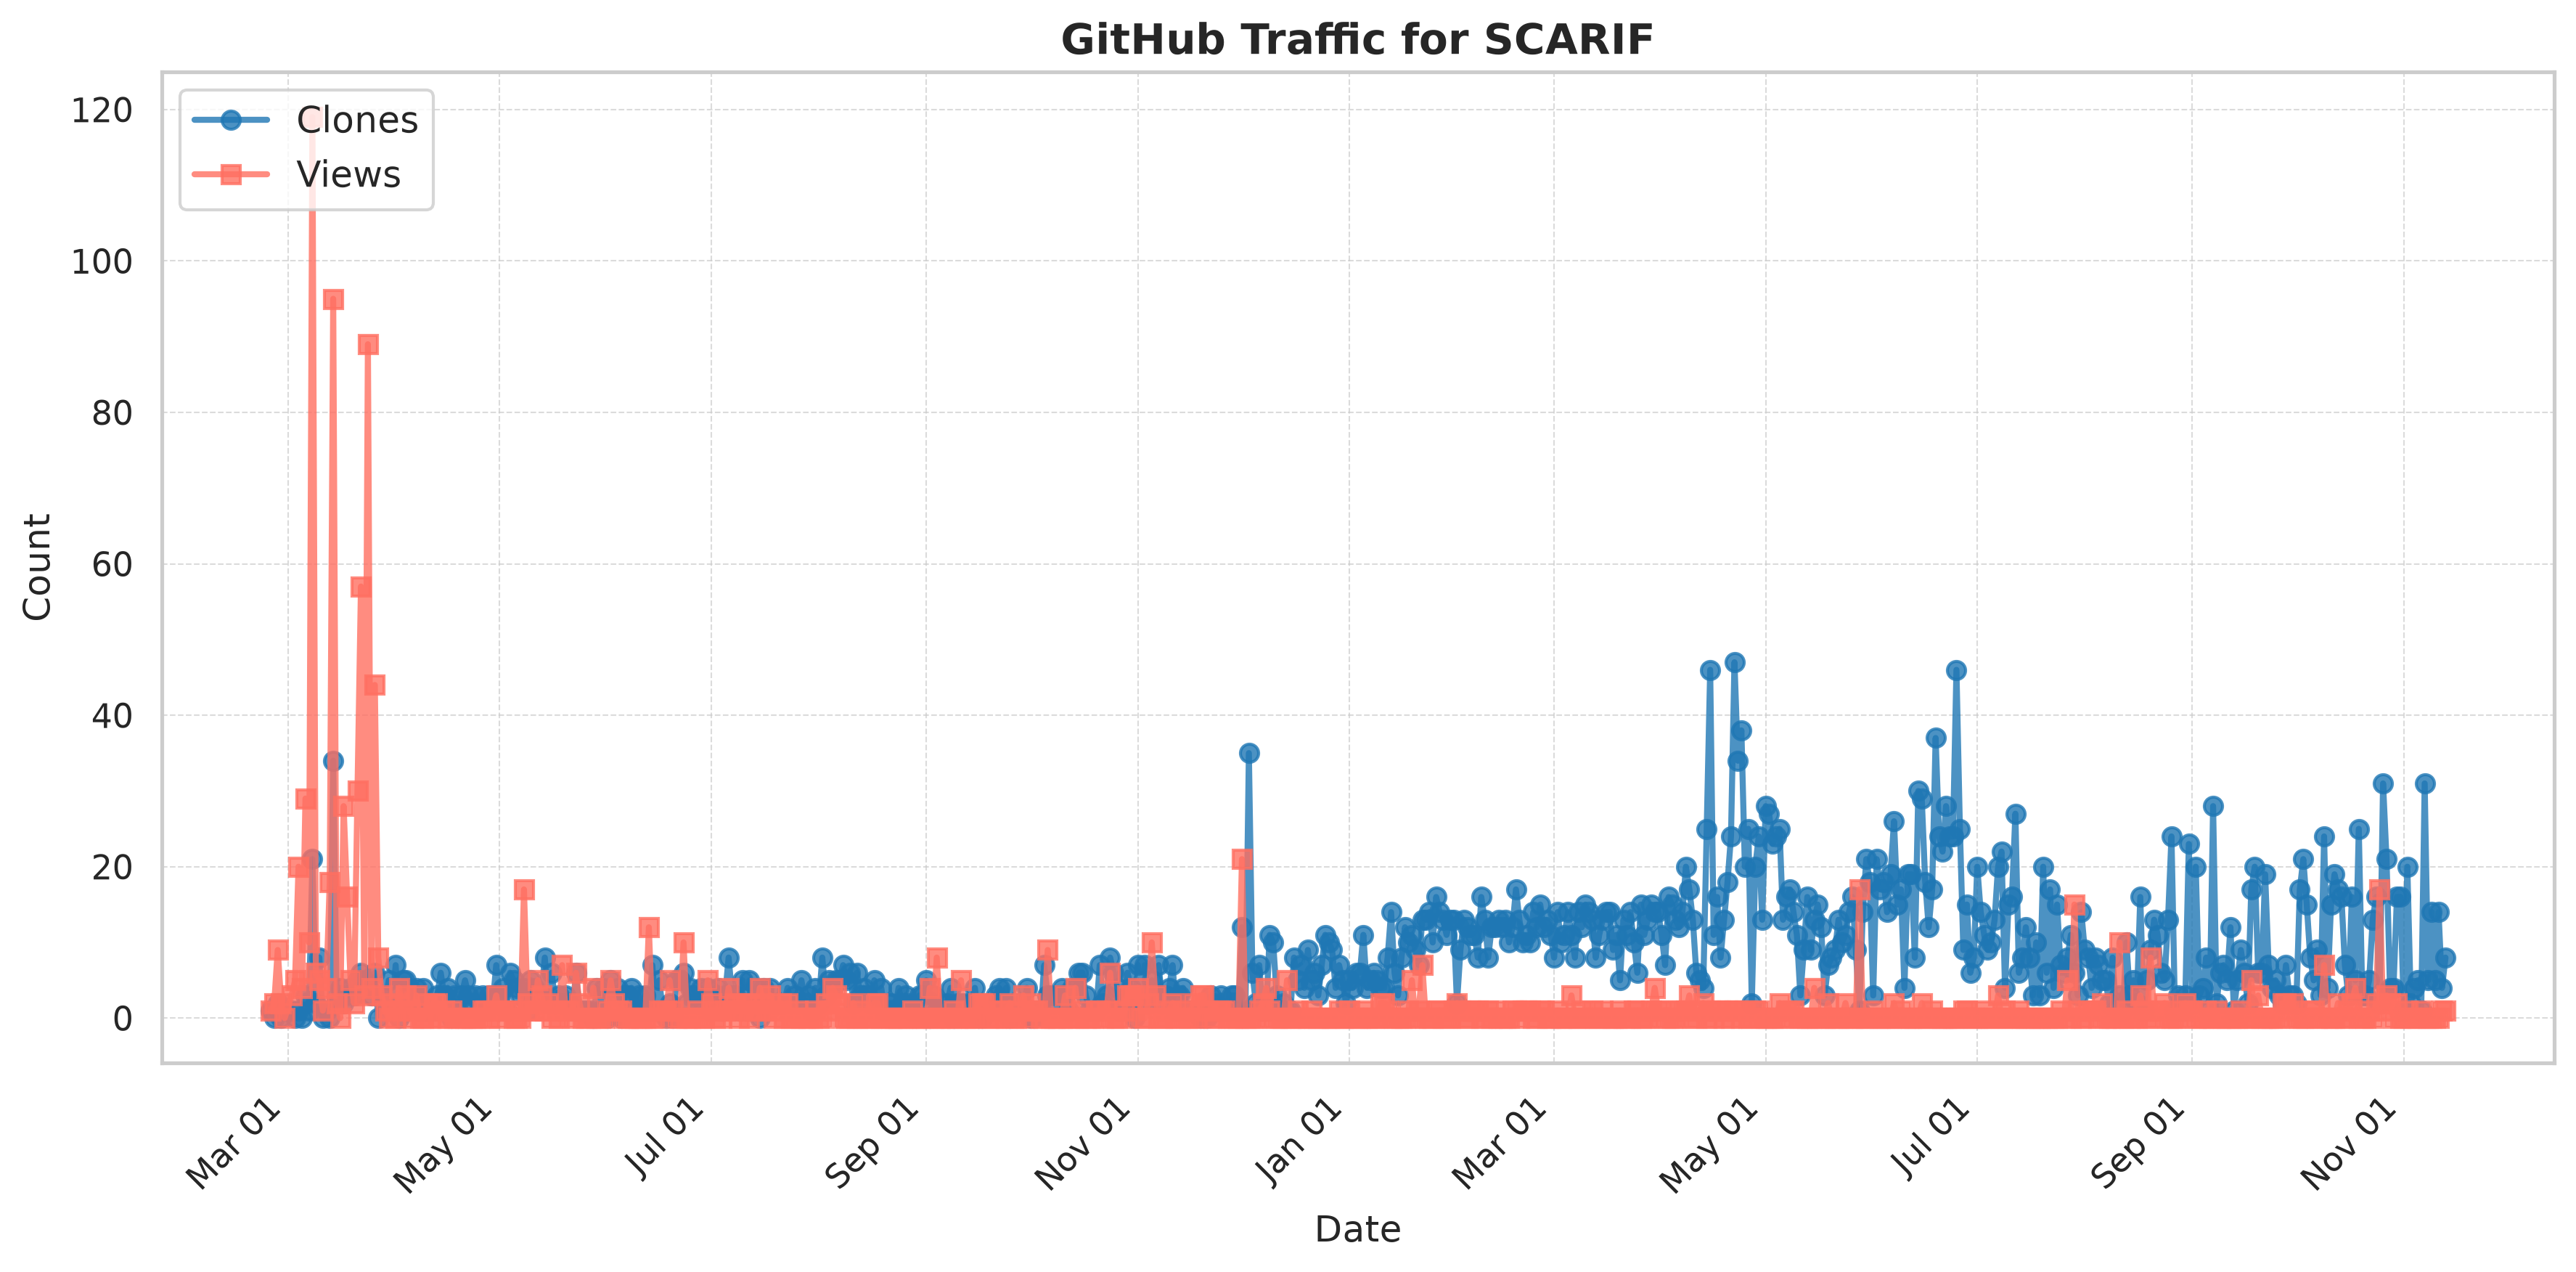 GitHub Traffic for SCARIF
Clones
Views
120
100
80
60
40
20
0
Count
Mar 01
May 01
Jul 01
Sep 01
Nov 01
Jan 01
Mar 01
May 01
Jul 01
Sep 01
Nov 01
Date